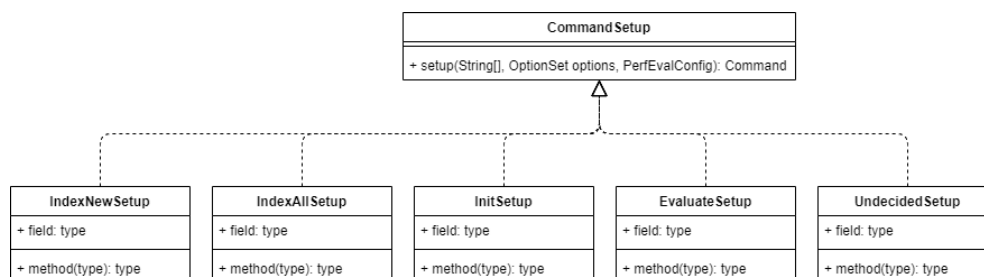 CommandSetup
+ setup(String[], OptionSet options, PerfEvalConfig): Command
IndexNewSetup
+ field: type
+ method(type): type
IndexAllSetup
+ field: type
+ method(type): type
InitSetup
+ field: type
+ method(type): type
EvaluateSetup
+ field: type
+ method(type): type
UndecidedSetup
+ field: type
+ method(type): type